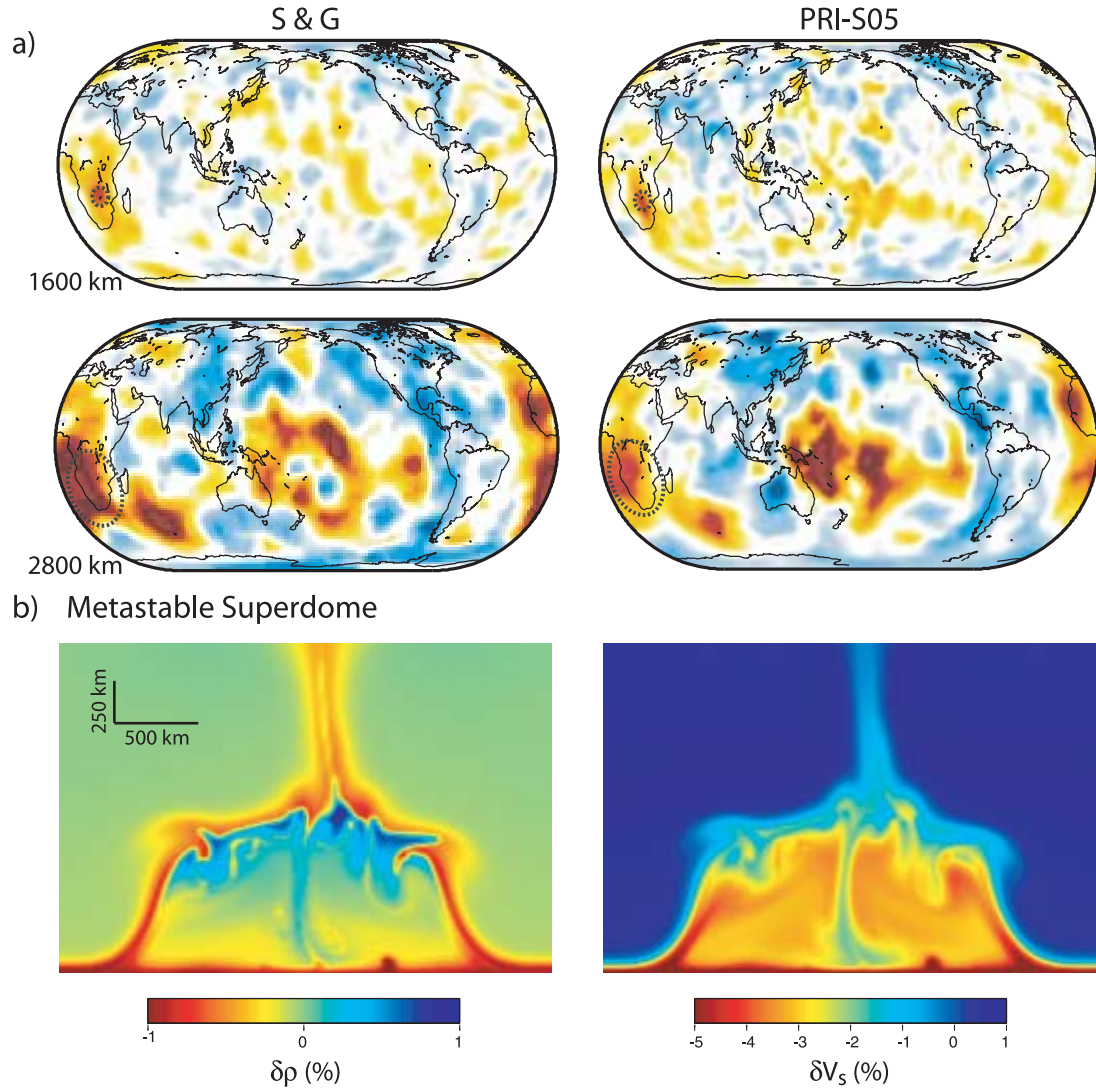 S & G
PRI-S05
a)
1600 km
2800 km
b) Metastable Superdome
250 km
500 km
-1 0 1
δρ (%)
-5 -4 -3 -2 -1 0 1
δVs (%)